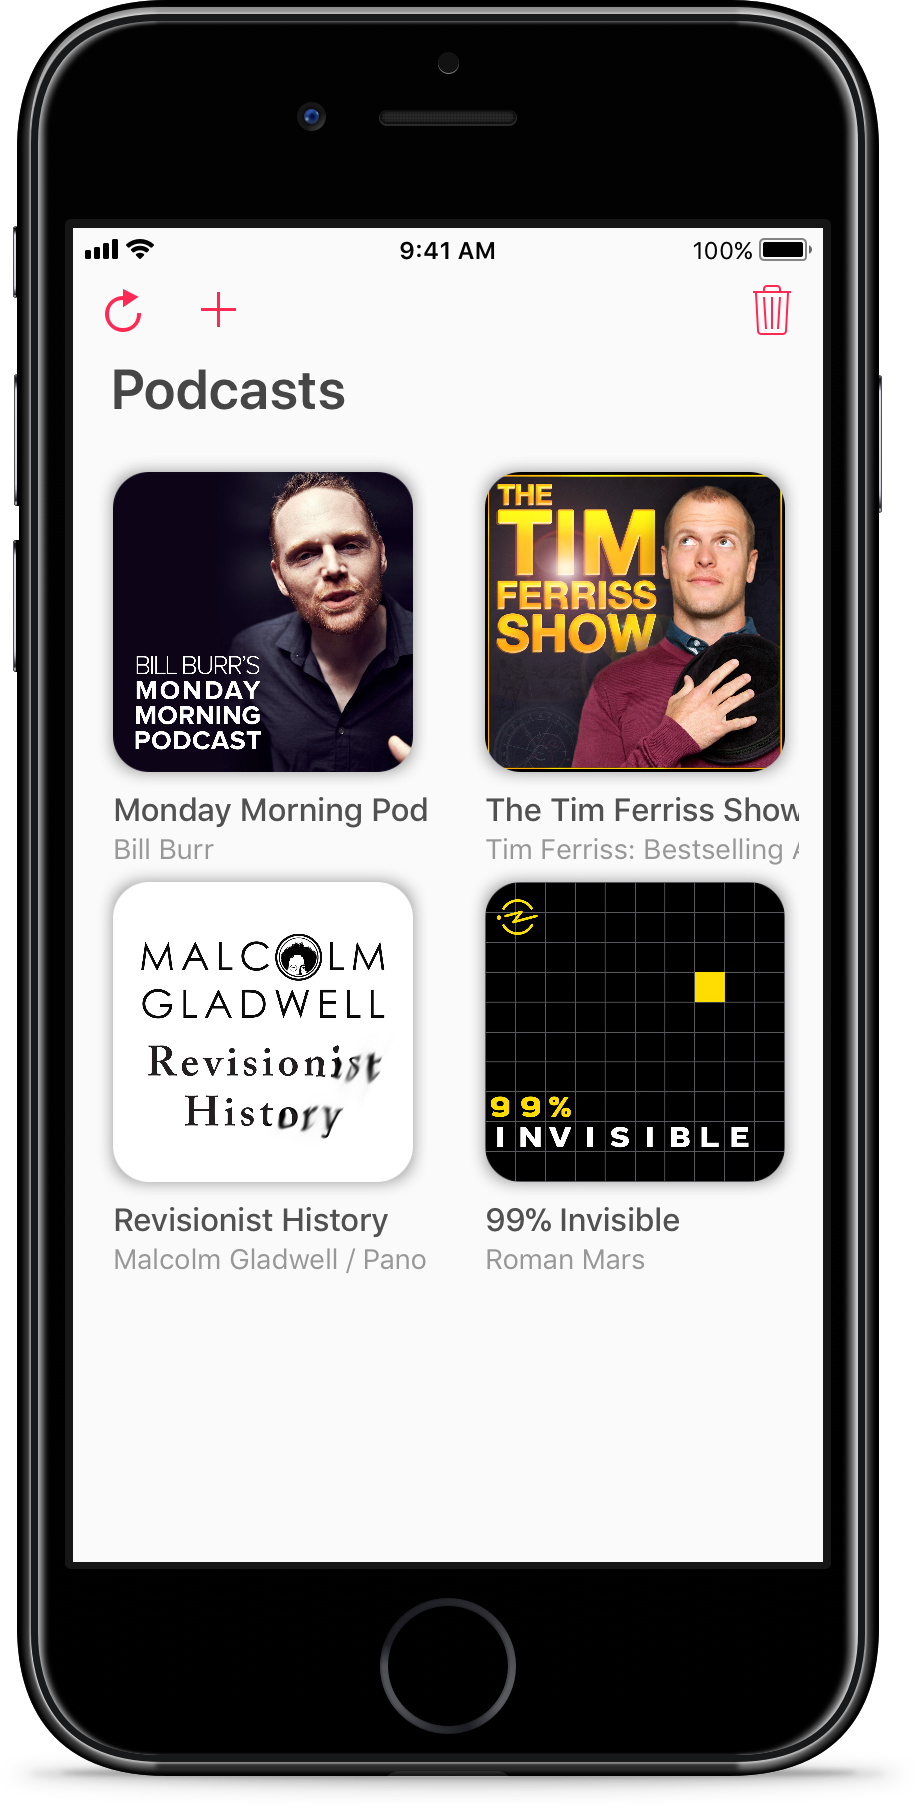 9:41 AM
100%
Podcasts
BILL BURR'S
MONDAY
MORNING
PODCAST
THE
TIM
FERRISS
SHOW
Monday Morning Pod
Bill Burr
The Tim Ferriss Show
Tim Ferriss: Bestselling A
MALCOLM
GLADWELL
Revisionist
History
99%
INVISIBLE
Revisionist History
Malcolm Gladwell / Pano
99% Invisible
Roman Mars